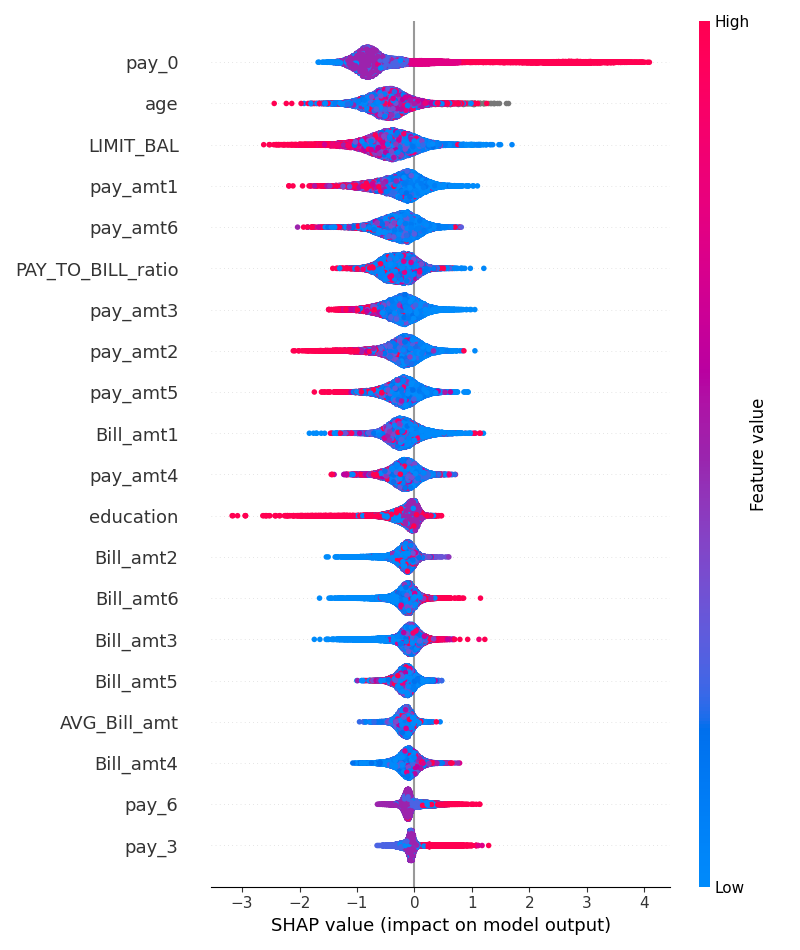 High
pay_0
age
LIMIT_BAL
pay_amt1
pay_amt6
PAY_TO_BILL_ratio
pay_amt3
pay_amt2
pay_amt5
Bill_amt1
pay_amt4
education
Bill_amt2
Bill_amt6
Bill_amt3
Bill_amt5
AVG_Bill_amt
Bill_amt4
pay_6
pay_3
Feature value
Low
−3 −2 −1 0 1 2 3 4
SHAP value (impact on model output)